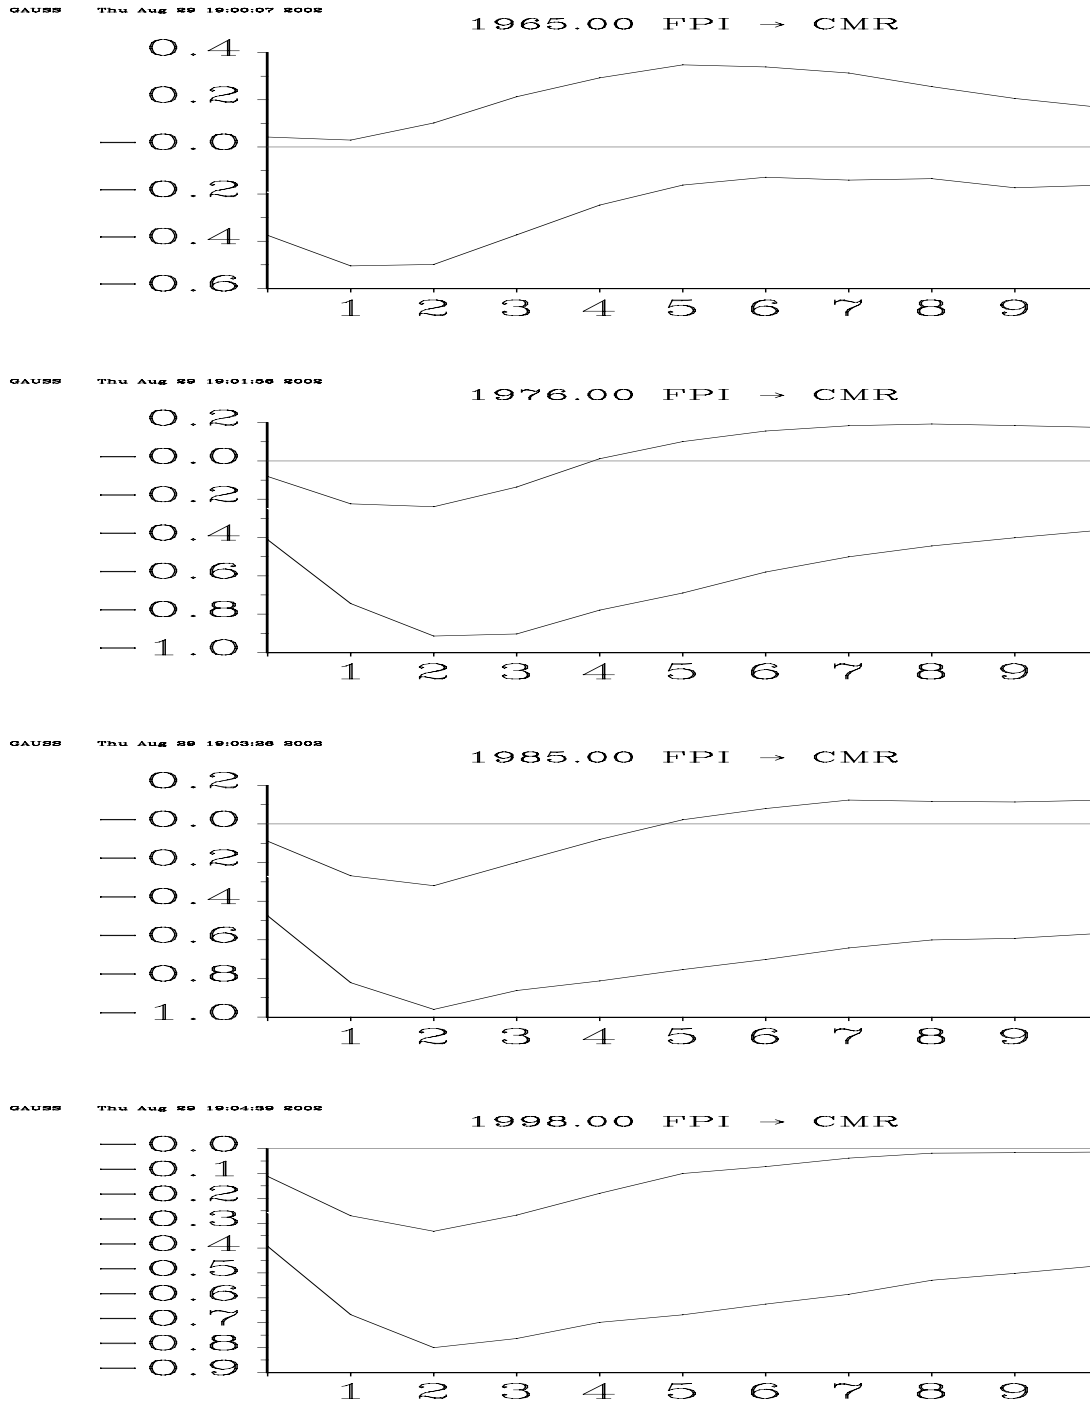 GAUSS Thu Aug 29 19:00:07 2002
1965.00 FPI → CMR
0.4
0.2
−0.0
−0.2
−0.4
−0.6
1 2 3 4 5 6 7 8 9
GAUSS Thu Aug 29 19:01:56 2002
1976.00 FPI → CMR
0.2
−0.0
−0.2
−0.4
−0.6
−0.8
−1.0
1 2 3 4 5 6 7 8 9
GAUSS Thu Aug 29 19:03:26 2002
1985.00 FPI → CMR
0.2
−0.0
−0.2
−0.4
−0.6
−0.8
−1.0
1 2 3 4 5 6 7 8 9
GAUSS Thu Aug 29 19:04:39 2002
1998.00 FPI → CMR
−0.0
−0.1
−0.2
−0.3
−0.4
−0.5
−0.6
−0.7
−0.8
−0.9
1 2 3 4 5 6 7 8 9